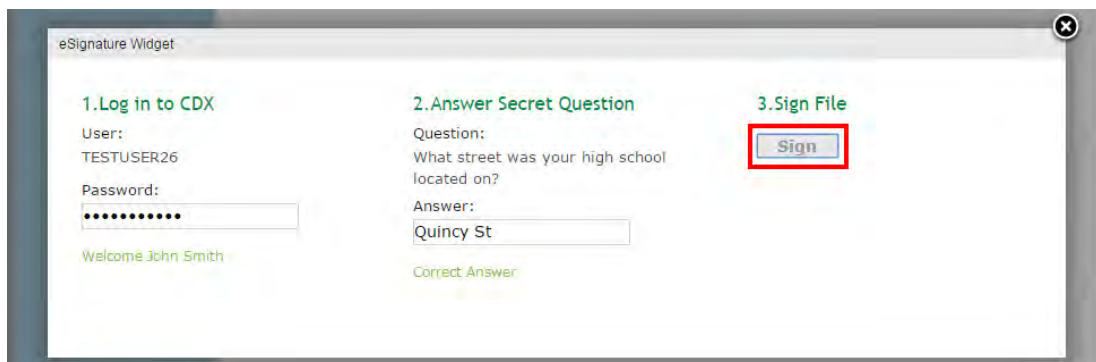 eSignature Widget
1.Log in to CDX
User:
TESTUSER26
Password:
•••••••••••
Welcome John Smith
2.Answer Secret Question
Question:
What street was your high school
located on?
Answer:
Quincy St
Correct Answer
3.Sign File
Sign